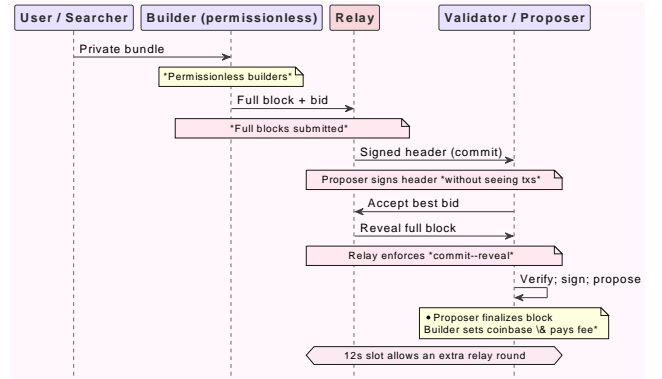 User / Searcher
Builder (permissionless)
Relay
Validator / Proposer
Private bundle
*Permissionless builders*
Full block + bid
*Full blocks submitted*
Signed header (commit)
Proposer signs header *without seeing txs*
Accept best bid
Reveal full block
Relay enforces *commit--reveal*
Verify; sign; propose
• Proposer finalizes block
Builder sets coinbase \& pays fee*
12s slot allows an extra relay round